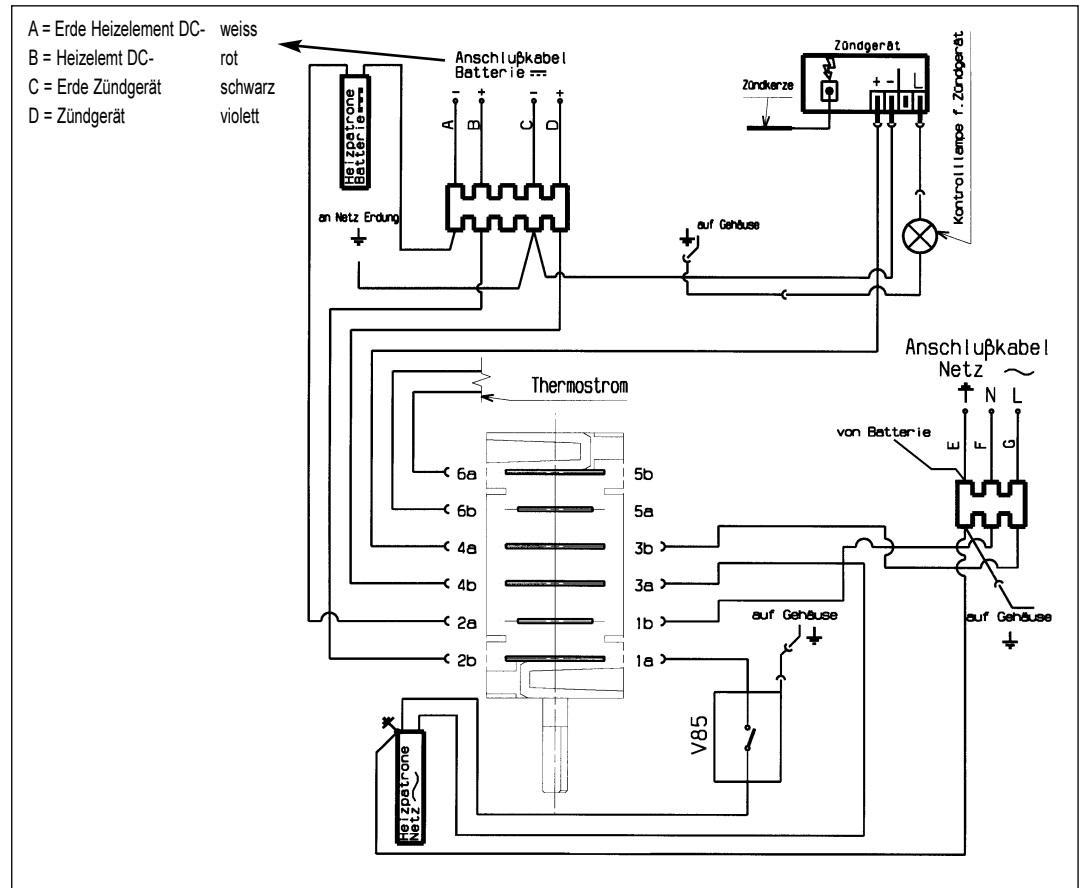 A = Erde Heizelement DC- weiss
B = Heizelemt DC- rot
C = Erde Zündgerät schwarz
D = Zündgerät violett
Anschlußkabel
Batterie
Zündgerät
Zündkerze
+ - L
Kontrolllampe f. Zündgerät
Heizpatrone
Batterie
- + - +
A B C D
an Netz Erdung
auf Gehäuse
Anschlußkabel
Netz ~
N L
von Batterie
E F G
Thermostrom
6a 5b
6b 5a
4a 3b
4b 3a
2a 1b
2b 1a
auf Gehäuse
auf Gehäuse
V85
Heizpatrone
Netz ~